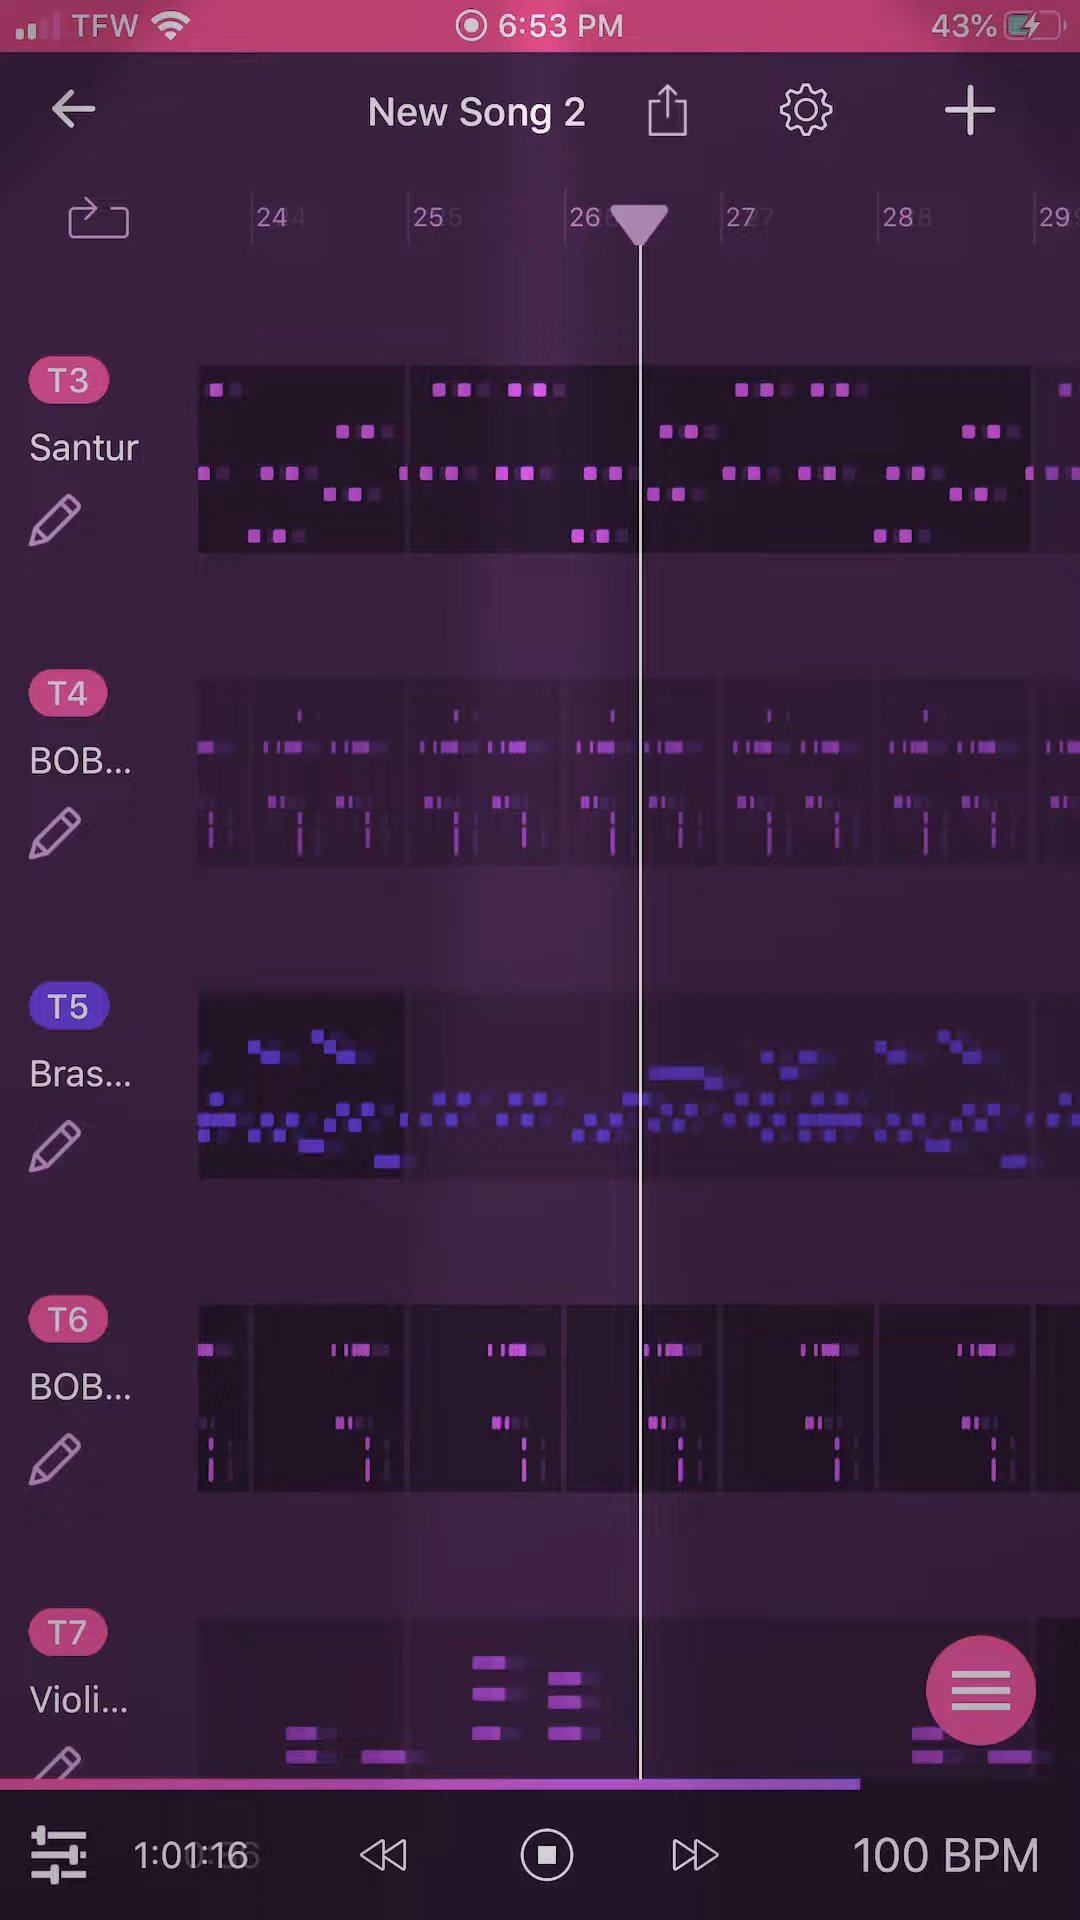 TFW 6:53 PM 43%
New Song 2
24 25 26 27 28 29
T3
Santur
T4
BOB...
T5
Bras...
T6
BOB...
T7
Violi...
1:01:16 100 BPM